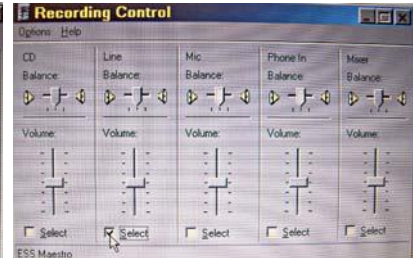 Recording Control
Options Help
CD Line Mic Phone In Mixer
Balance: Balance: Balance: Balance: Balance:
Volume: Volume: Volume: Volume: Volume:
Select Select Select Select Select
ESS Maestro